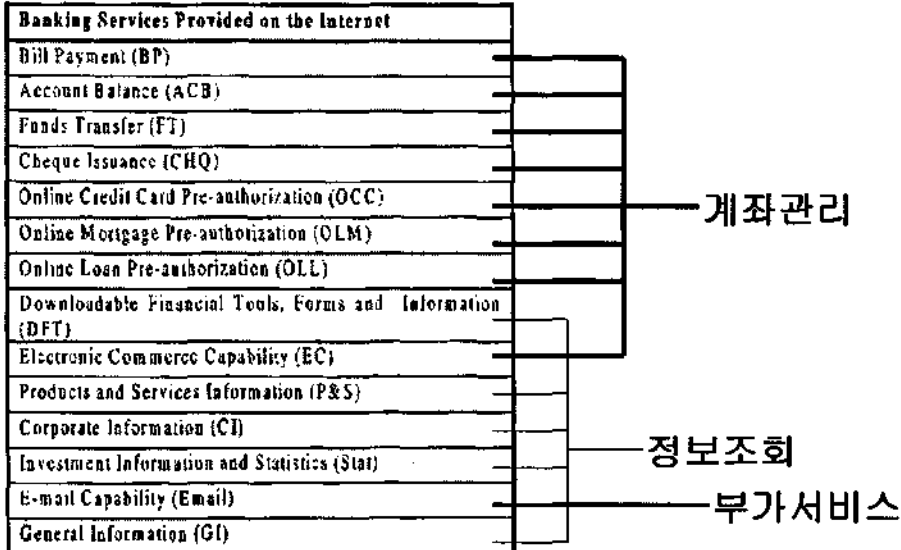 Banking Services Provided on the Internet
Bill Payment (BP)
Account Balance (ACB)
Funds Transfer (FT)
Cheque Issuance (CHQ)
Online Credit Card Pre-authorization (OCC)
Online Mortgage Pre-authorization (OLM)
Online Loan Pre-authorization (OLL)
Downloadable Financial Tools, Forms and Information
(DFT)
Electronic Commerce Capability (EC)
Products and Services Information (P&S)
Corporate Information (CI)
Investment Information and Statistics (Stat)
E-mail Capability (Email)
General Information (GI)
계좌관리
정보조회
부가서비스